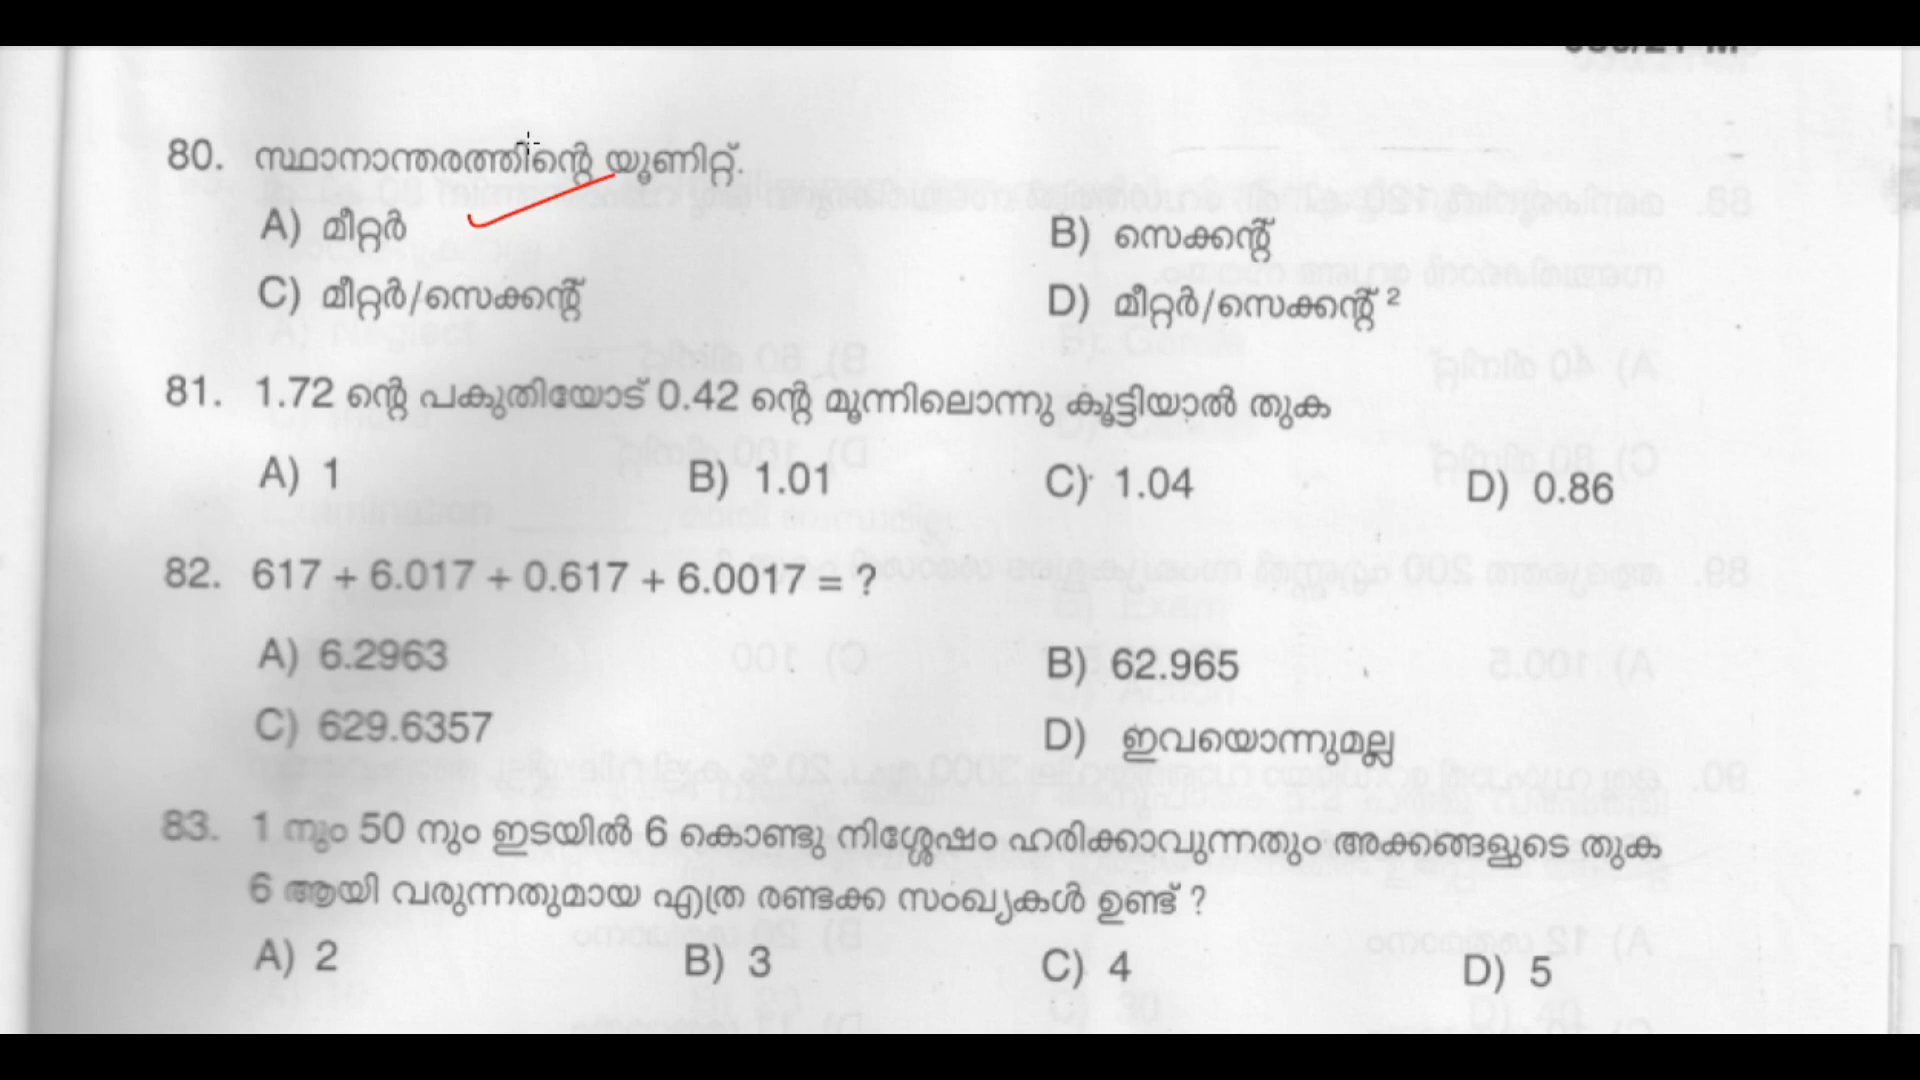 80. സ്ഥാനാന്തരത്തിന്റെ യൂണിറ്റ്.
A) മീറ്റർ B) സെക്കന്റ്
C) മീറ്റർ/സെക്കന്റ് D) മീറ്റർ/സെക്കന്റ് ²
81. 1.72 ന്റെ പകുതിയോട് 0.42 ന്റെ മൂന്നിലൊന്നു കൂട്ടിയാൽ തുക
A) 1 B) 1.01 C) 1.04 D) 0.86
82. 617 + 6.017 + 0.617 + 6.0017 = ?
A) 6.2963 B) 62.965
C) 629.6357 D) ഇവയൊന്നുമല്ല
83. 1 നും 50 നും ഇടയിൽ 6 കൊണ്ടു നിശ്ശേഷം ഹരിക്കാവുന്നതും അക്കങ്ങളുടെ തുക
6 ആയി വരുന്നതുമായ എത്ര രണ്ടക്ക സംഖ്യകൾ ഉണ്ട് ?
A) 2 B) 3 C) 4 D) 5